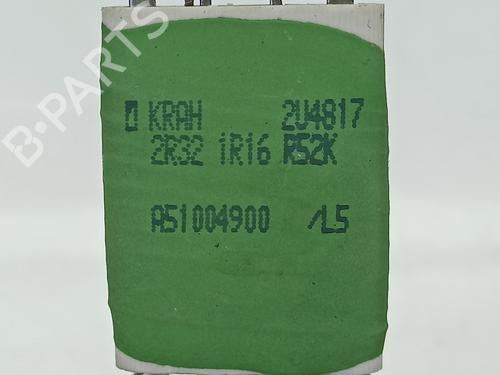 KRAH 2U4817
2R32 1R16 R52K
A51004900 /L5
B-PARTS